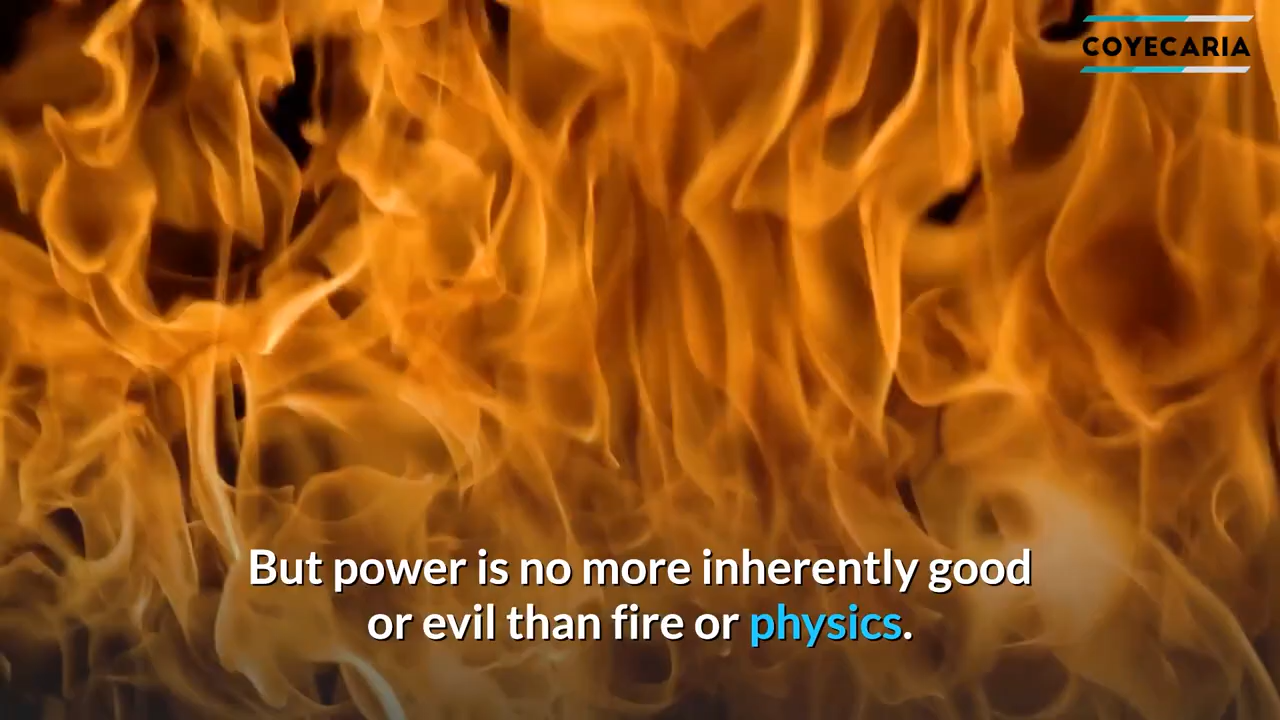 COYECARIA
But power is no more inherently good
or evil than fire or physics.